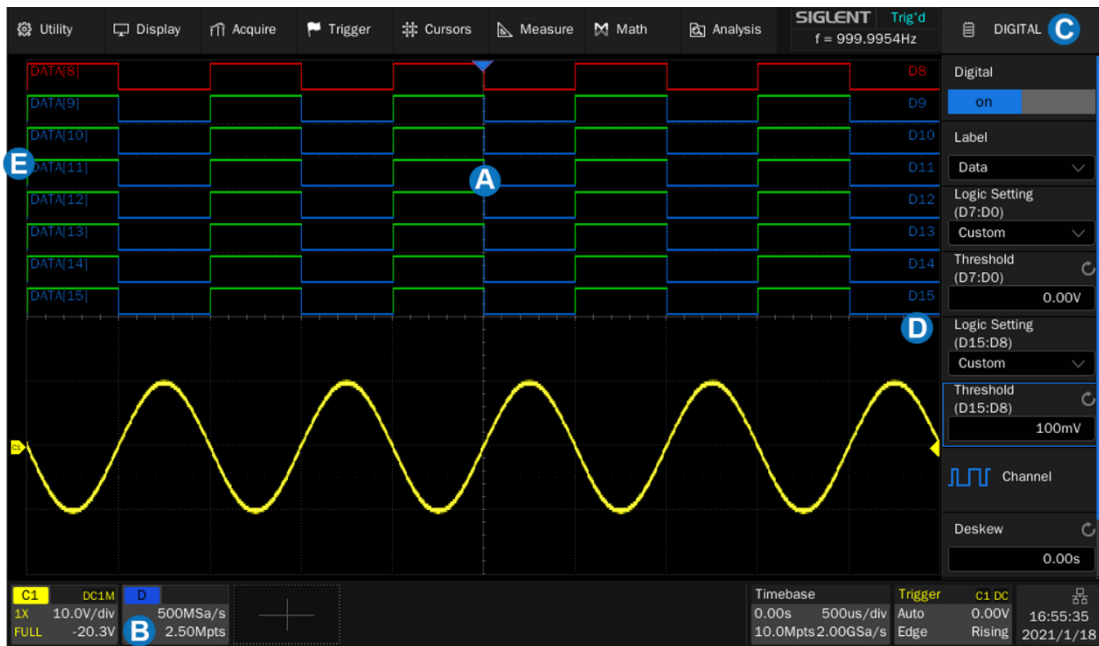 Utility
Display
Acquire
Trigger
Cursors
Measure
Math
Analysis
SIGLENT Trig'd
f = 999.9954Hz
DIGITAL C
DATA[8] D8
DATA[9] D9
DATA[10] D10
DATA[11] D11
DATA[12] D12
DATA[13] D13
DATA[14] D14
DATA[15] D15
E
A
D
C1
Digital
on
Label
Data
Logic Setting
(D7:D0)
Custom
Threshold
(D7:D0)
0.00V
Logic Setting
(D15:D8)
Custom
Threshold
(D15:D8)
100mV
Channel
Deskew
0.00s
C1 DC1M
1X 10.0V/div
FULL -20.3V
D
500MSa/s
B 2.50Mpts
Timebase
0.00s 500us/div
10.0Mpts 2.00GSa/s
Trigger C1 DC
Auto 0.00V
Edge Rising
16:55:35
2021/1/18